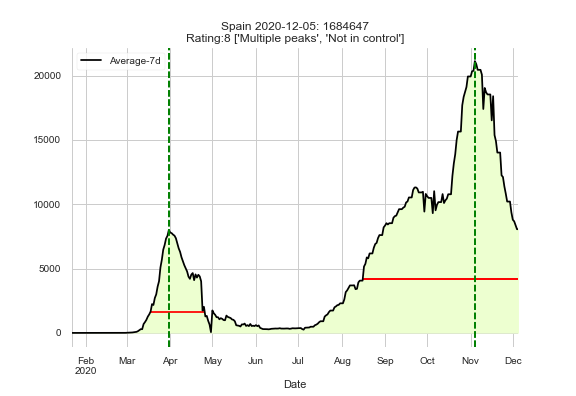 Spain 2020-12-05: 1684647
Rating:8 ['Multiple peaks', 'Not in control']
Average-7d
20000
15000
10000
5000
0
Feb Mar Apr May Jun Jul Aug Sep Oct Nov Dec
2020
Date